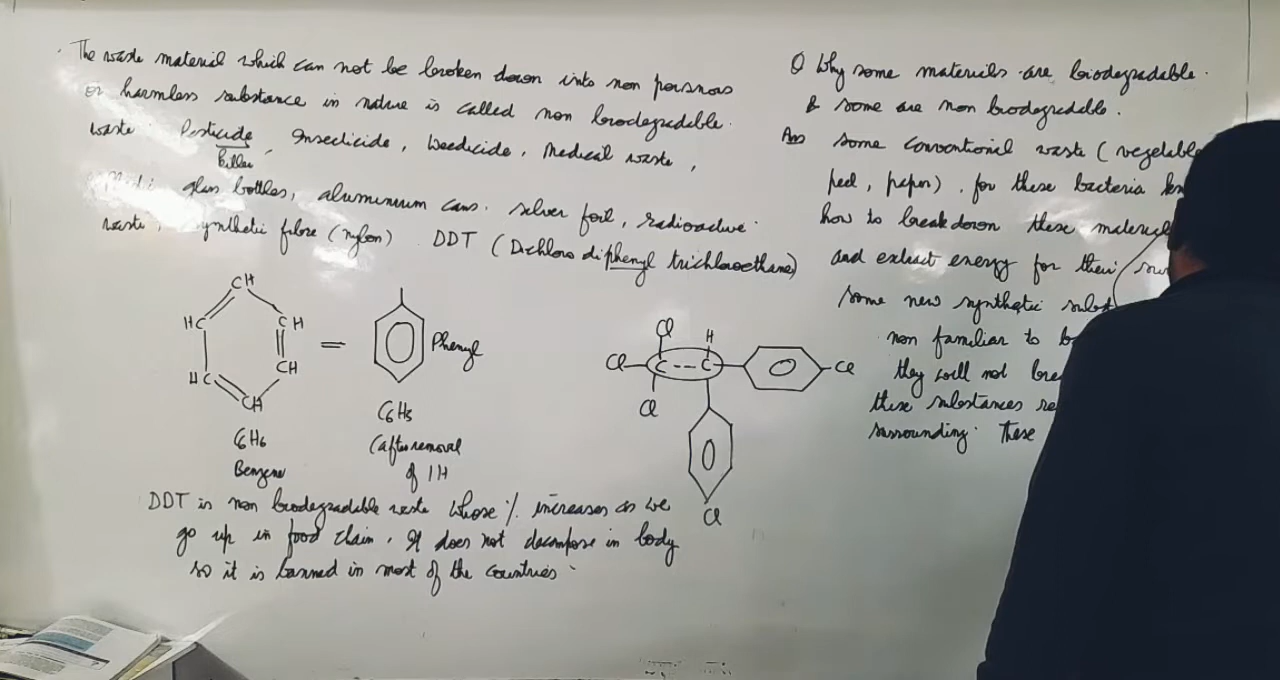 The waste material which can not be broken down into non poisnous
or harmless substance in nature is called non biodegradable
waste. Pesticide, Insecticide, Weedicide, Medical waste,
killer
glass bottles, aluminium cans. silver foil, radioactive
waste, synthetic fibre (nylon) DDT (Dichloro diphenyl trichloroethane)
CH
HC CH
HC CH
CH
C6H6
Benzene
=
Phenyl
C6H5
(after removal
of 1H
Cl H
Cl C --- C Cl
Cl
Cl
DDT is non biodegradable waste whose % increases as we
go up in food chain. It does not decompose in body
so it is banned in most of the countries
Q Why some materials are biodegradable.
& some are non biodegradable.
Ans some conventional waste (vegetable
peel, paper), for these bacteria
how to break down these material
and extract energy for their
some new synthetic
non familiar to
they will not
these substances
surrounding. These